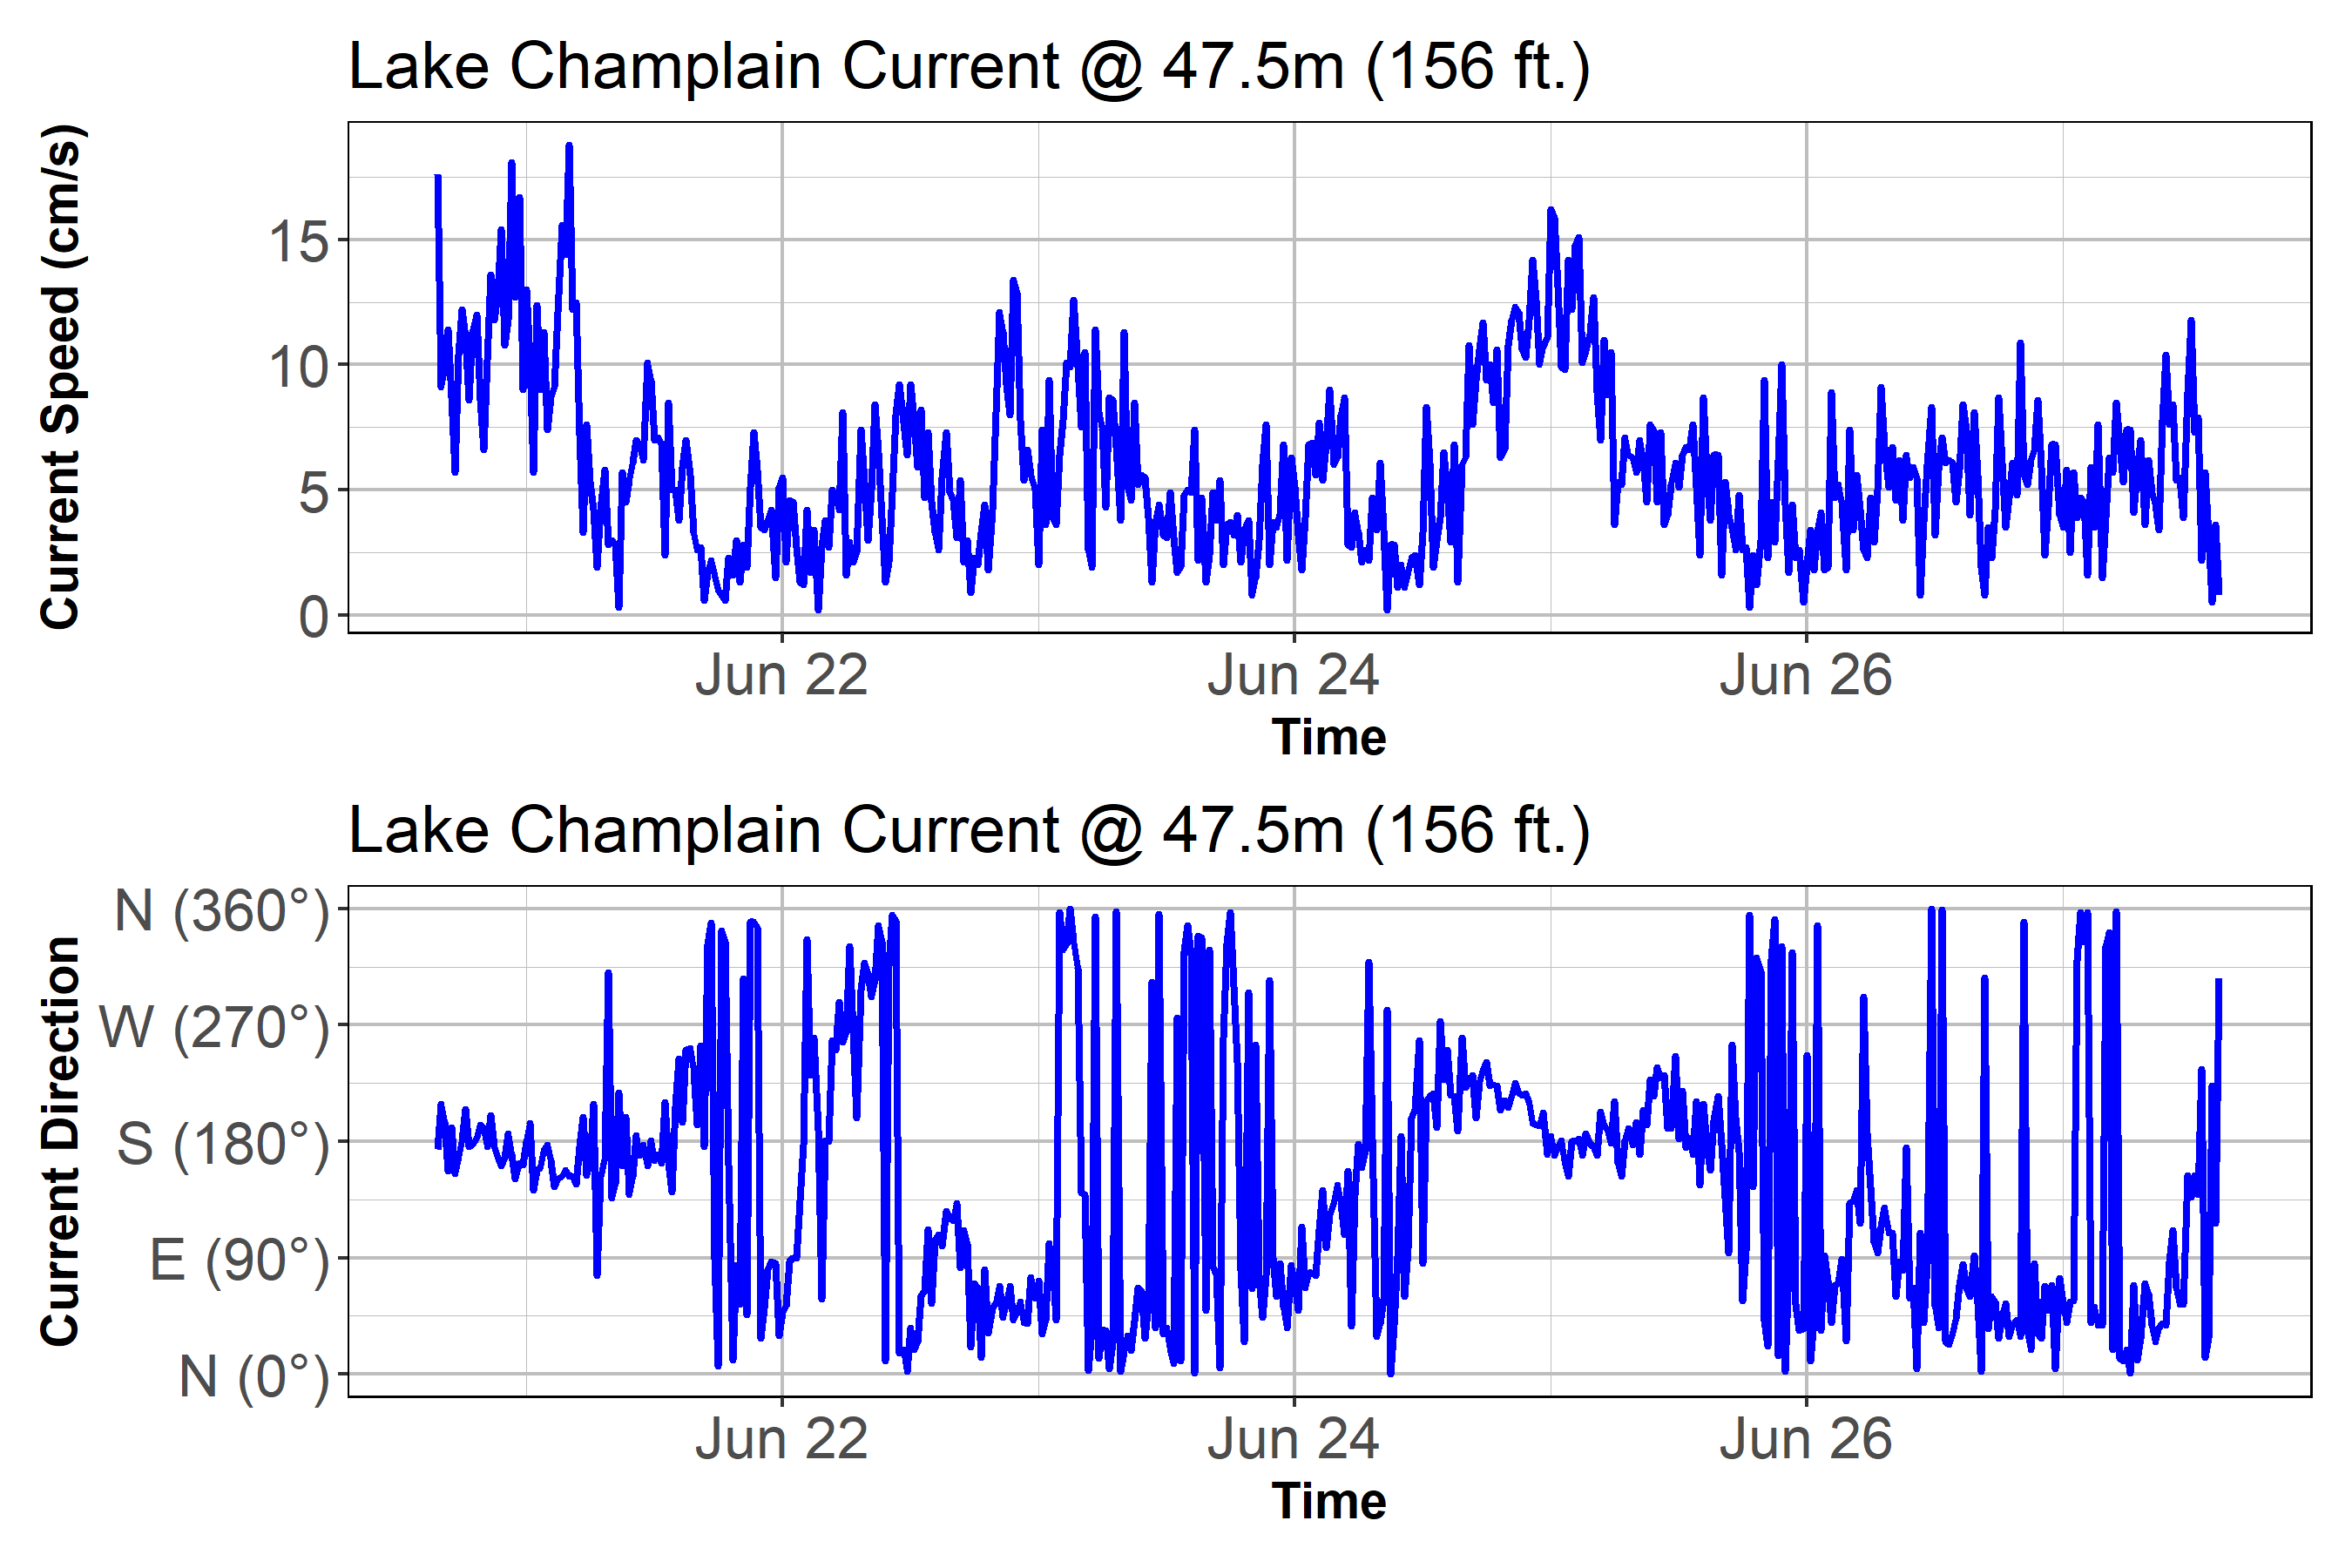 Lake Champlain Current @ 47.5m (156 ft.)
Current Speed (cm/s)
15
10
5
0
Jun 22 Jun 24 Jun 26
Time
Lake Champlain Current @ 47.5m (156 ft.)
Current Direction
N (360°)
W (270°)
S (180°)
E (90°)
N (0°)
Jun 22 Jun 24 Jun 26
Time